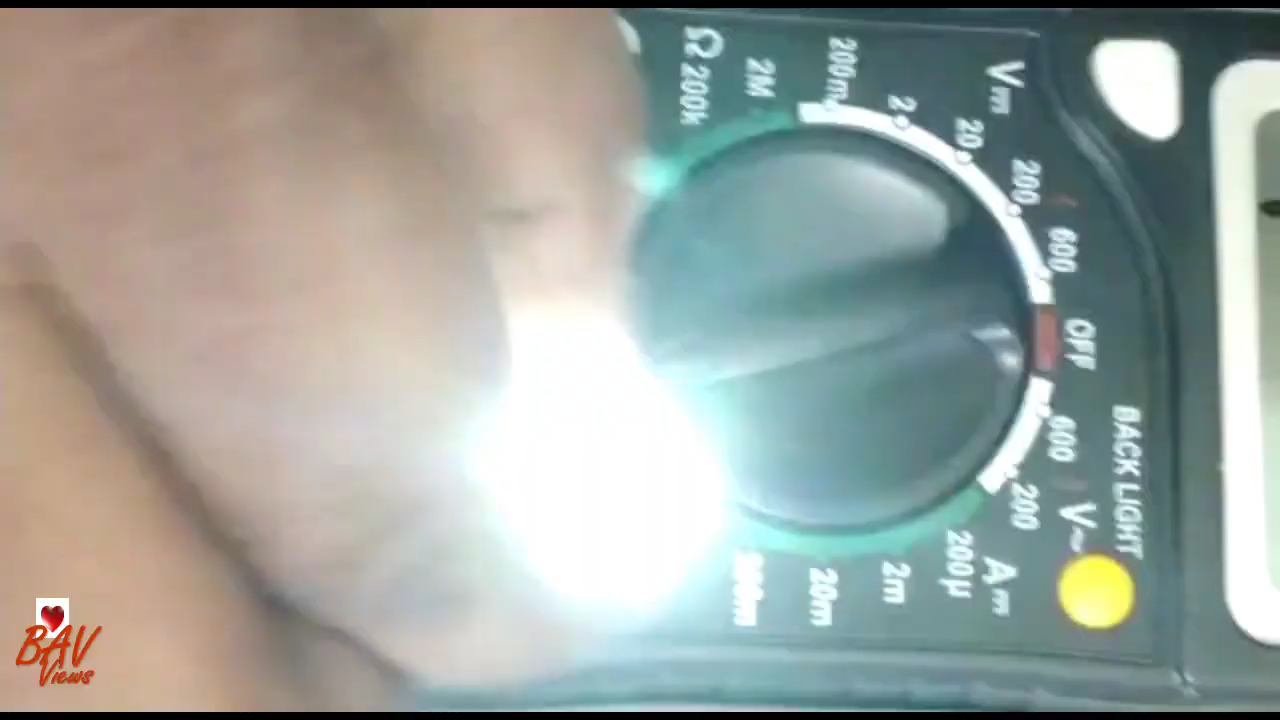 Ω 200k
2M
200m
2
20
200
600
V⎓
OFF
BACK LIGHT
600
V~
200
A⎓
200µ
2m
20m
BAV
Views